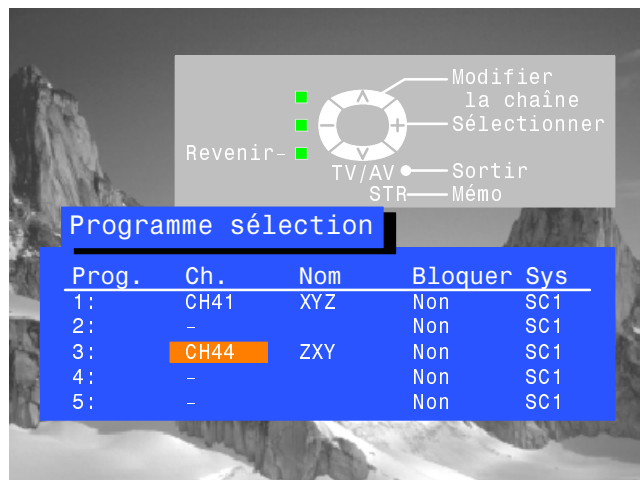 Modifier
la chaîne
Sélectionner
Revenir-
TV/AV Sortir
STR Mémo
Programme sélection
Prog. Ch. Nom Bloquer Sys
1: CH41 XYZ Non SC1
2: - Non SC1
3: CH44 ZXY Non SC1
4: - Non SC1
5: - Non SC1